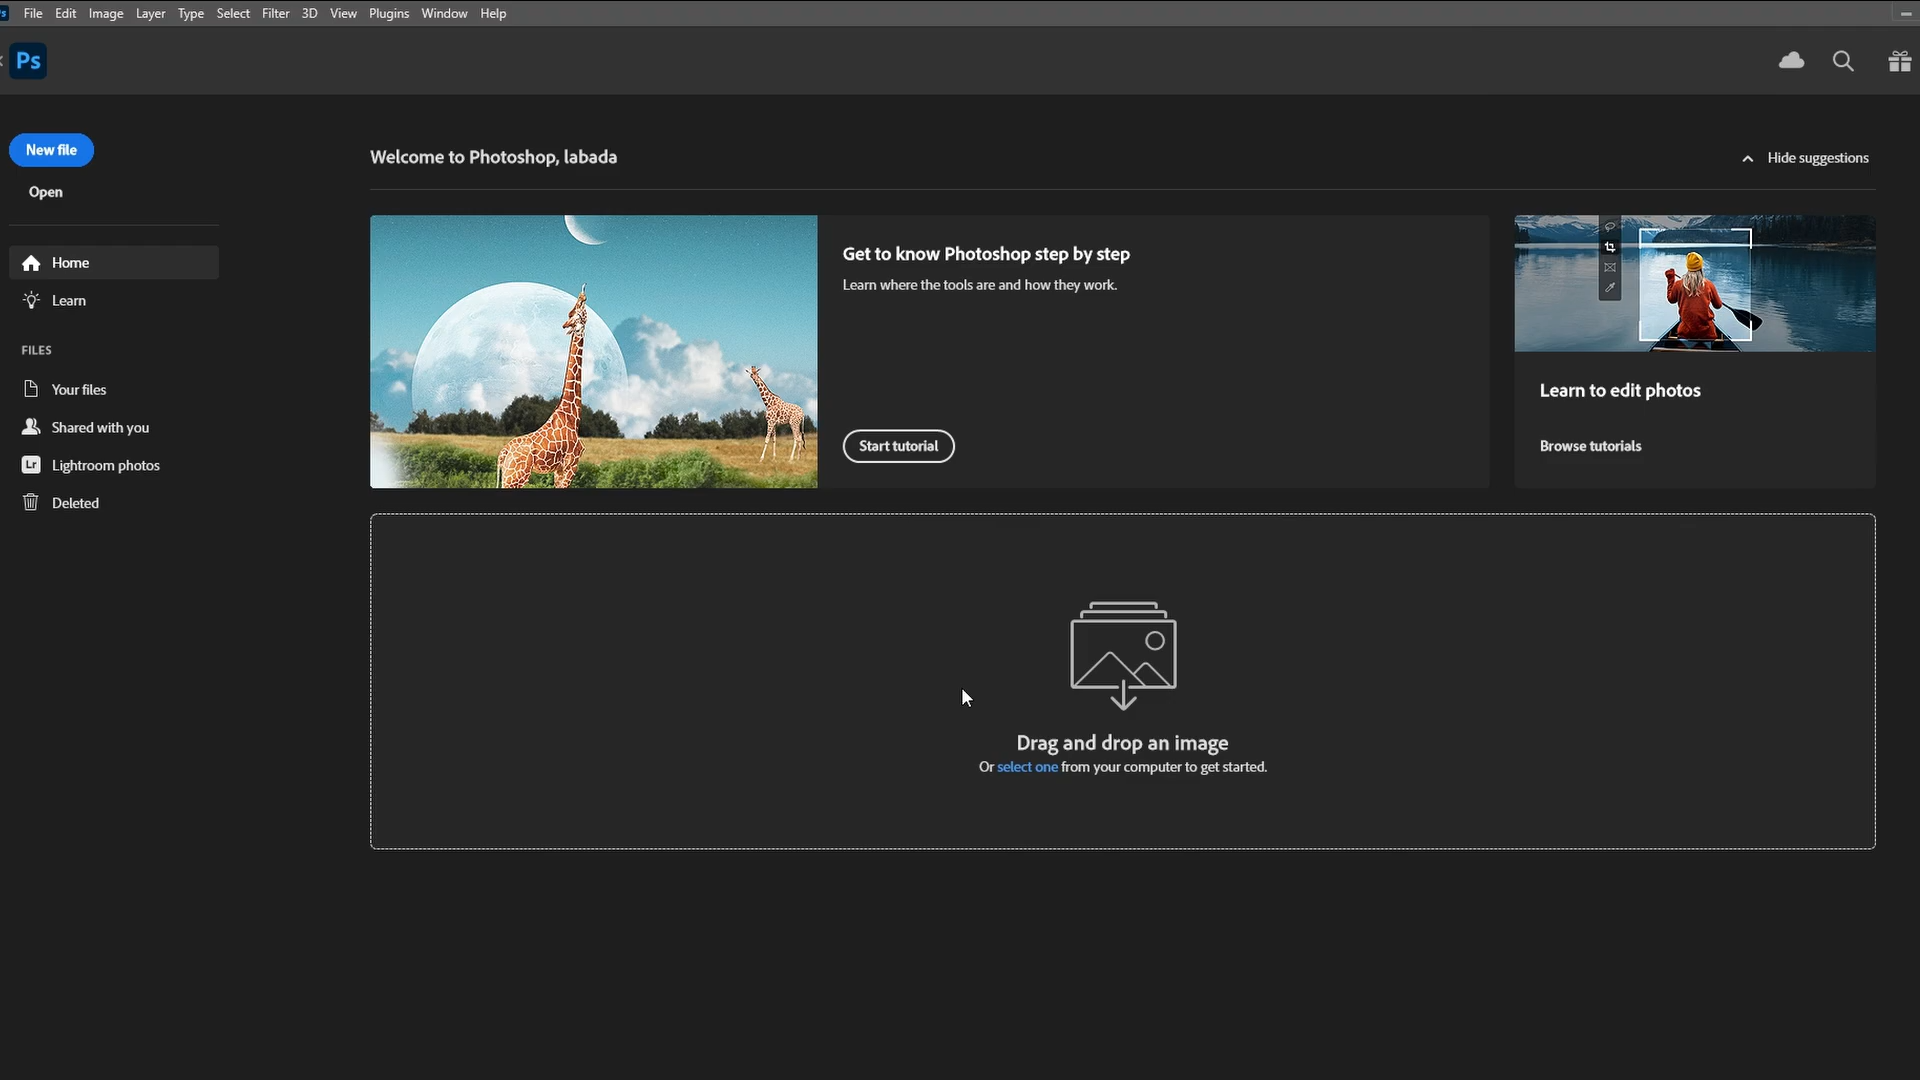 File Edit Image Layer Type Select Filter 3D View Plugins Window Help
Ps
New file
Open
Home
Learn
FILES
Your files
Shared with you
Lr Lightroom photos
Deleted
Welcome to Photoshop, labada
Hide suggestions
Get to know Photoshop step by step
Learn where the tools are and how they work.
Start tutorial
Learn to edit photos
Browse tutorials
Drag and drop an image
Or select one from your computer to get started.